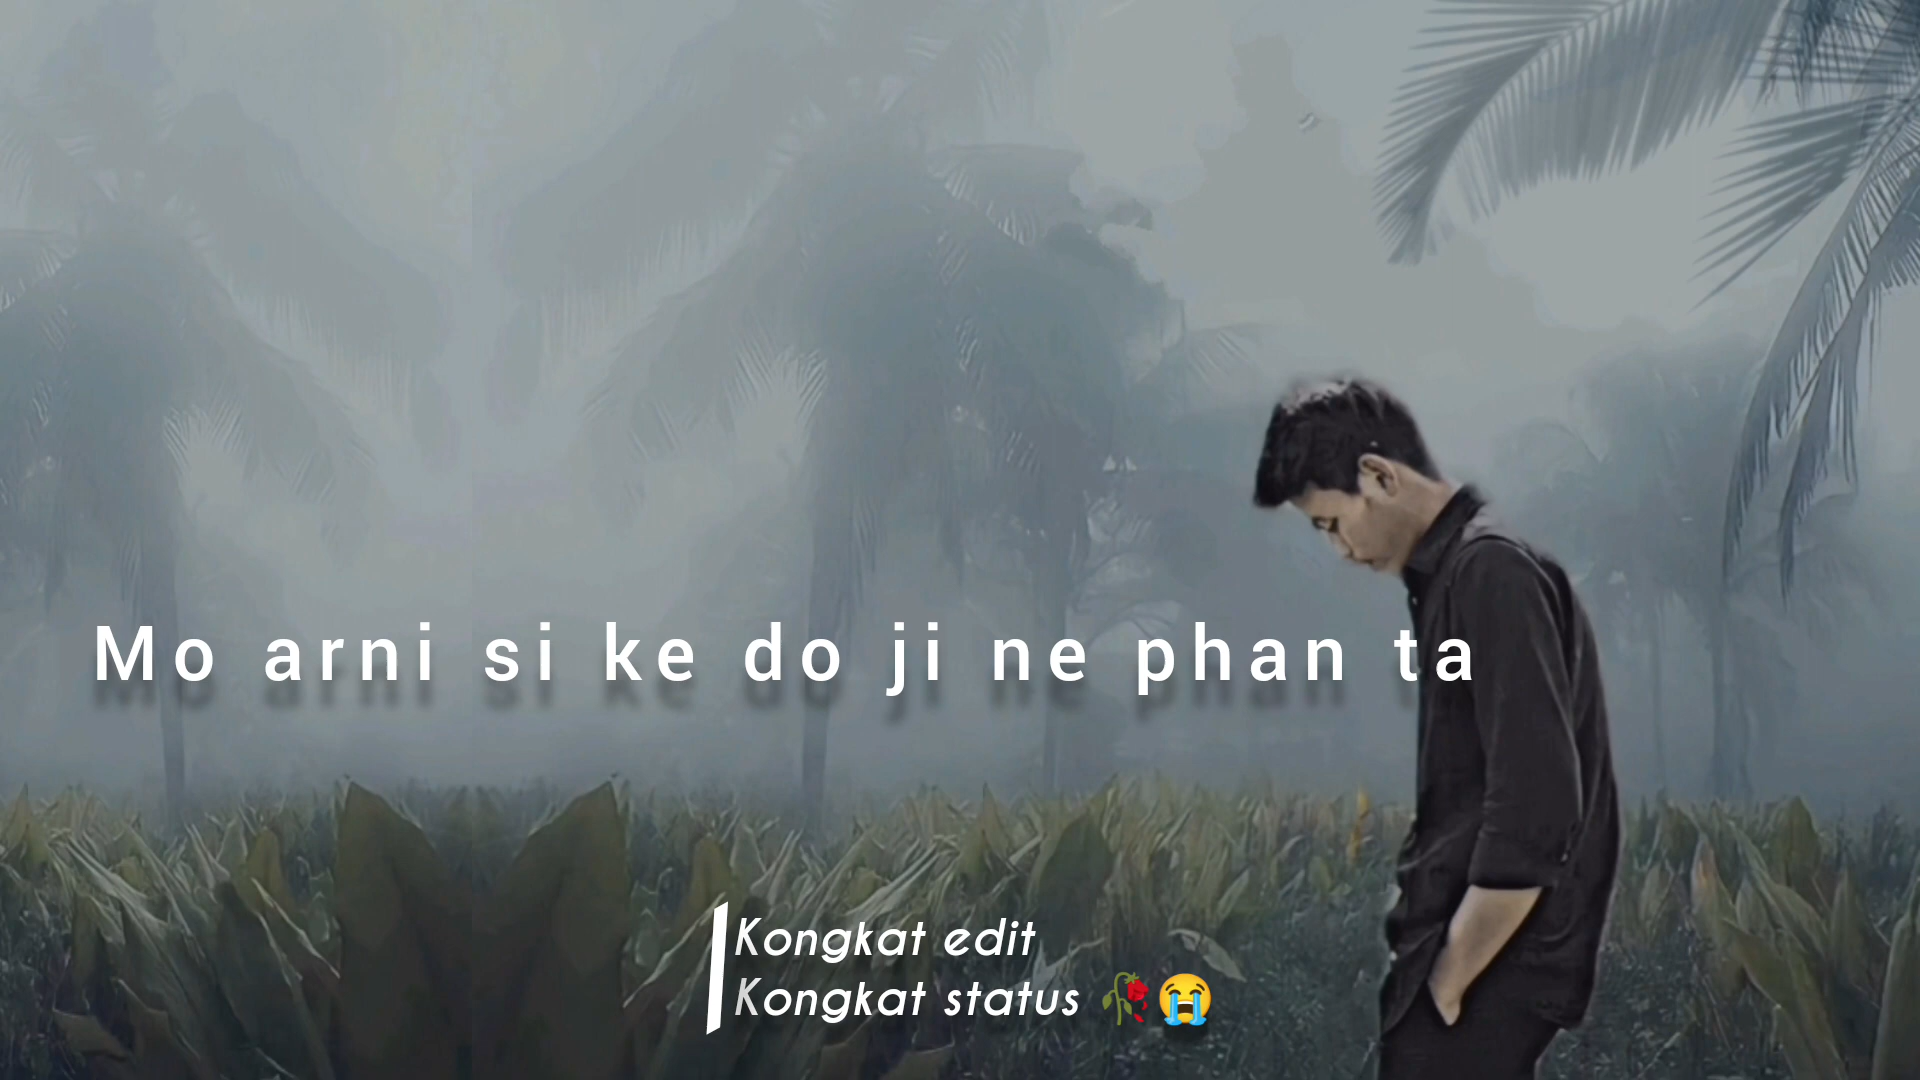 Mo arni si ke do ji ne phan ta
Kongkat edit
Kongkat status 🥀😭